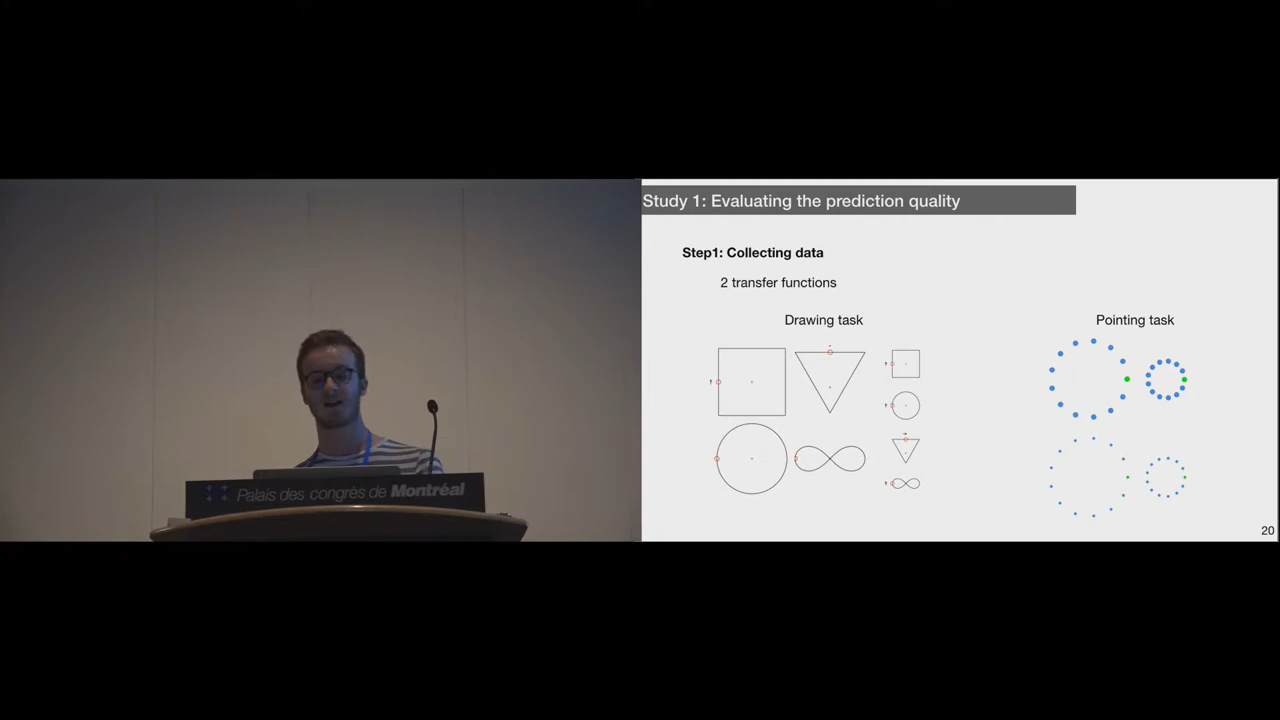 Study 1: Evaluating the prediction quality
Step1: Collecting data
2 transfer functions
Drawing task
Pointing task
Palais des congrès de Montréal
20